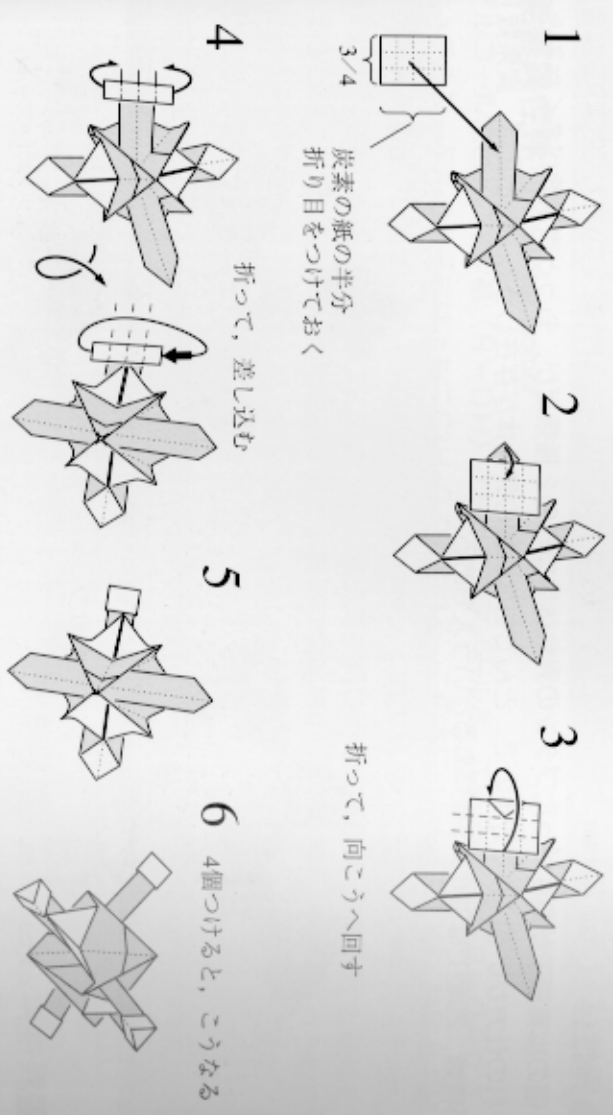 1
3/4
炭素の紙の半分
折り目をつけておく
2
3
折って，向こうへ回す
4
折って，差し込む
5
6
4個つけると，こうなる